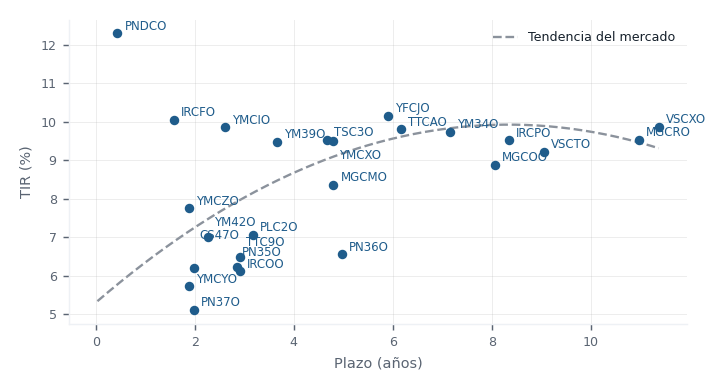 PNDCO
Tendencia del mercado
12
IRCFO
YMCIO
YFCJO
TTCAO
YM34O
VSCXO
11
10
YM39O
TSC3O
IRCPO
MGCRO
YMCXO
MGCOO
VSCTO
9
MGCMO
8
YMCZO
YM42O
CS47O
PLC2O
7
TTC9O
PN35O
PN36O
IRCOO
6
YMCYO
PN37O
5
TIR (%)
0
2
4
6
8
10
Plazo (años)